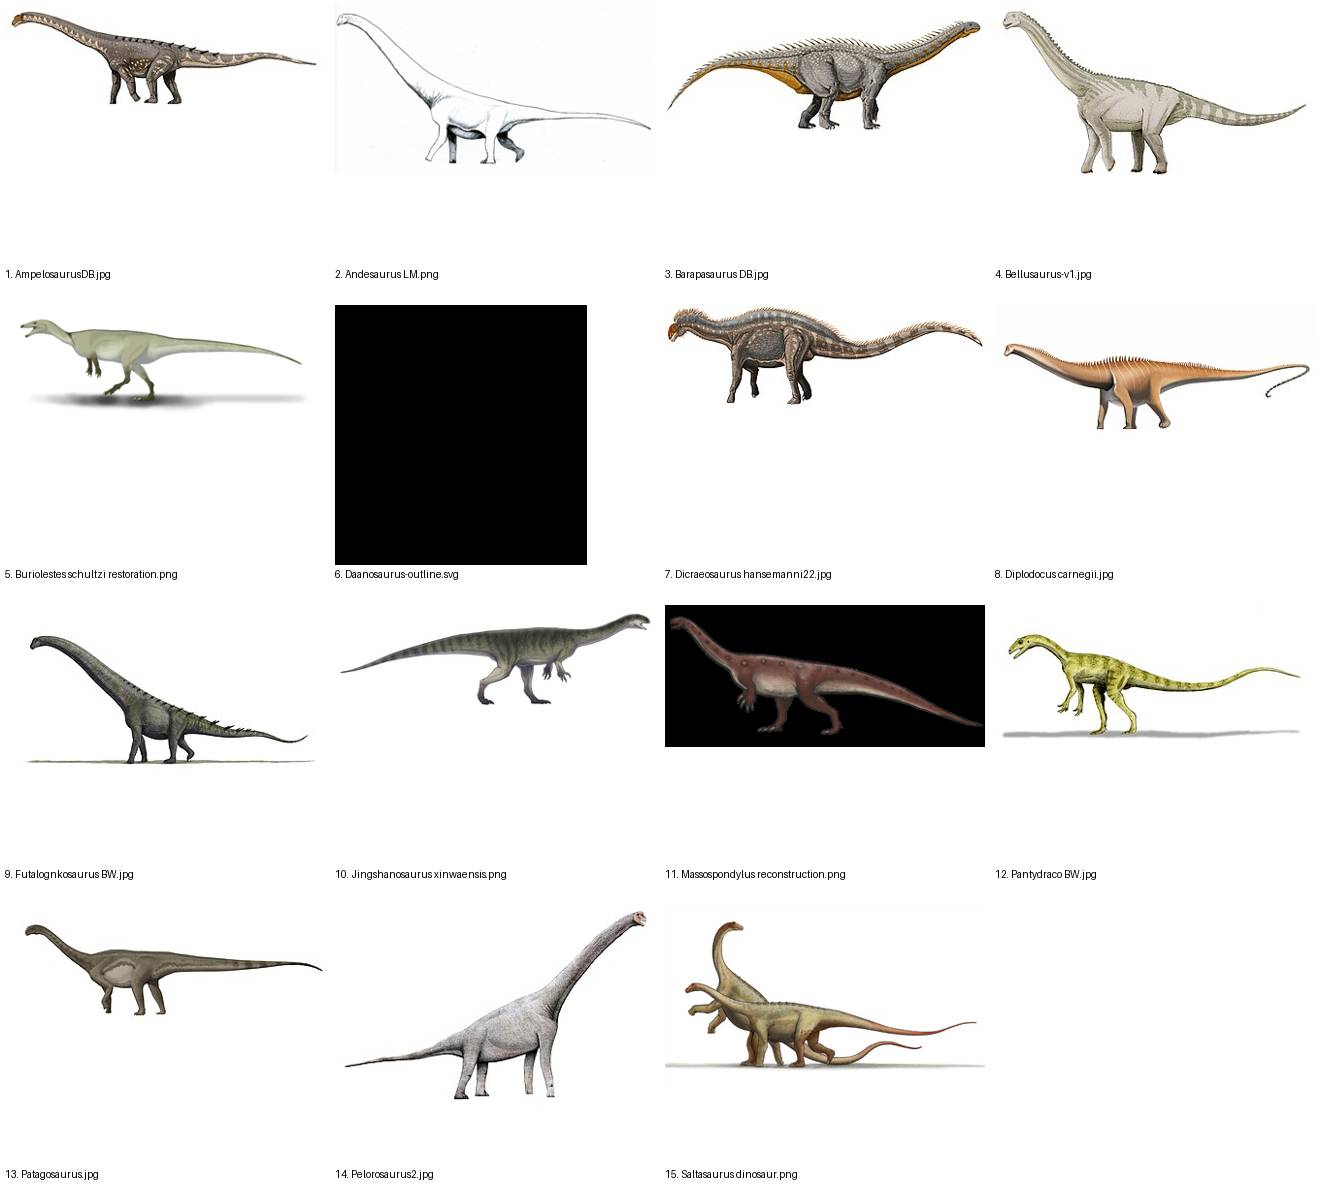 1. AmpelosaurusDB.jpg
2. Andesaurus LM.png
3. Barapasaurus DB.jpg
4. Bellusaurus-v1.jpg
5. Buriolestes schultzi restoration.png
6. Daanosaurus-outline.svg
7. Dicraeosaurus hansemanni22.jpg
8. Diplodocus carnegii.jpg
9. Futalognkosaurus BW.jpg
10. Jingshanosaurus xinwaensis.png
11. Massospondylus reconstruction.png
12. Pantydraco BW.jpg
13. Patagosaurus.jpg
14. Pelorosaurus2.jpg
15. Saltasaurus dinosaur.png